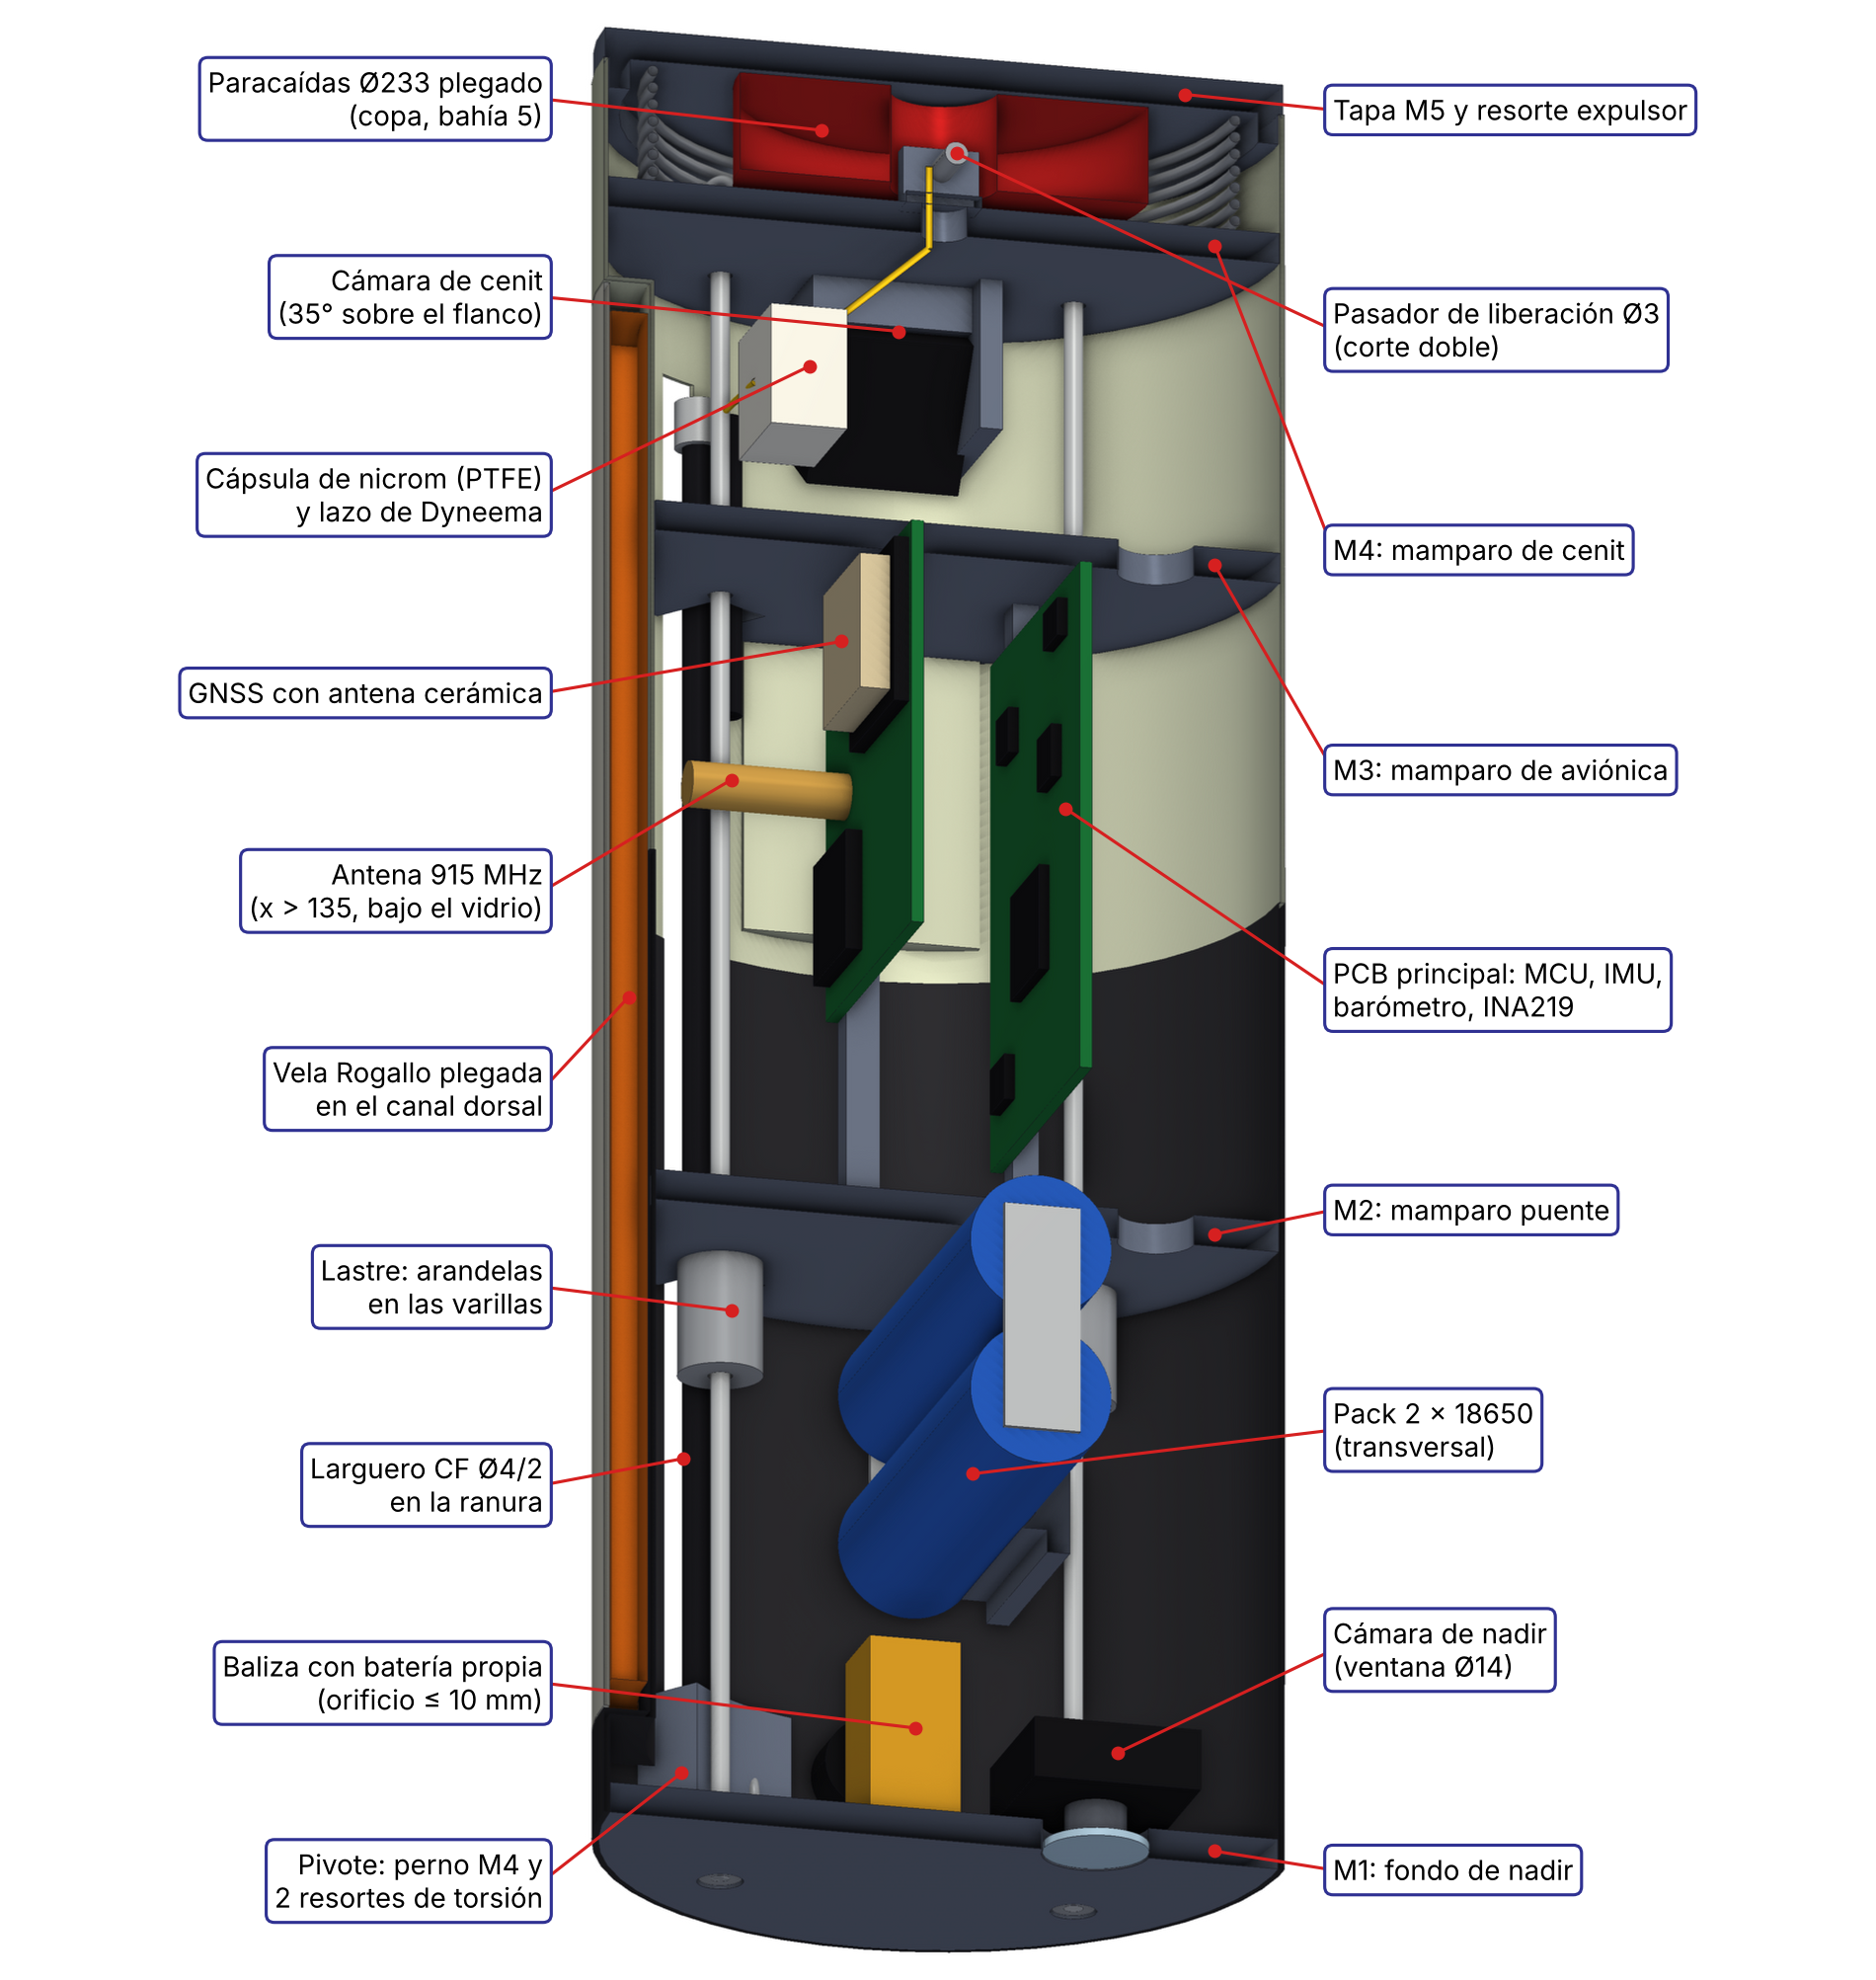 Paracaídas Ø233 plegado
(copa, bahía 5)
Cámara de cenit
(35° sobre el flanco)
Cápsula de nicrom (PTFE)
y lazo de Dyneema
GNSS con antena cerámica
Antena 915 MHz
(x > 135, bajo el vidrio)
Vela Rogallo plegada
en el canal dorsal
Lastre: arandelas
en las varillas
Larguero CF Ø4/2
en la ranura
Baliza con batería propia
(orificio ≤ 10 mm)
Pivote: perno M4 y
2 resortes de torsión
Tapa M5 y resorte expulsor
Pasador de liberación Ø3
(corte doble)
M4: mamparo de cenit
M3: mamparo de aviónica
PCB principal: MCU, IMU,
barómetro, INA219
M2: mamparo puente
Pack 2 × 18650
(transversal)
Cámara de nadir
(ventana Ø14)
M1: fondo de nadir